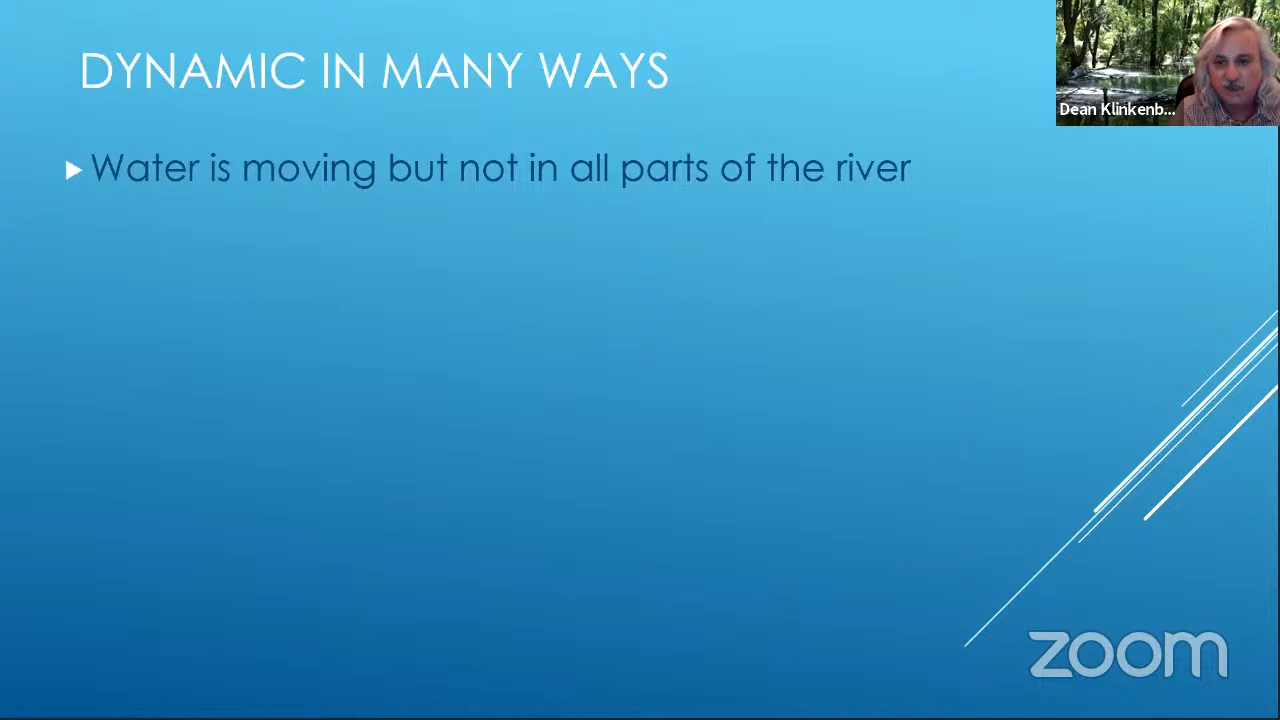 DYNAMIC IN MANY WAYS
Dean Klinkenb...
Water is moving but not in all parts of the river
zoom